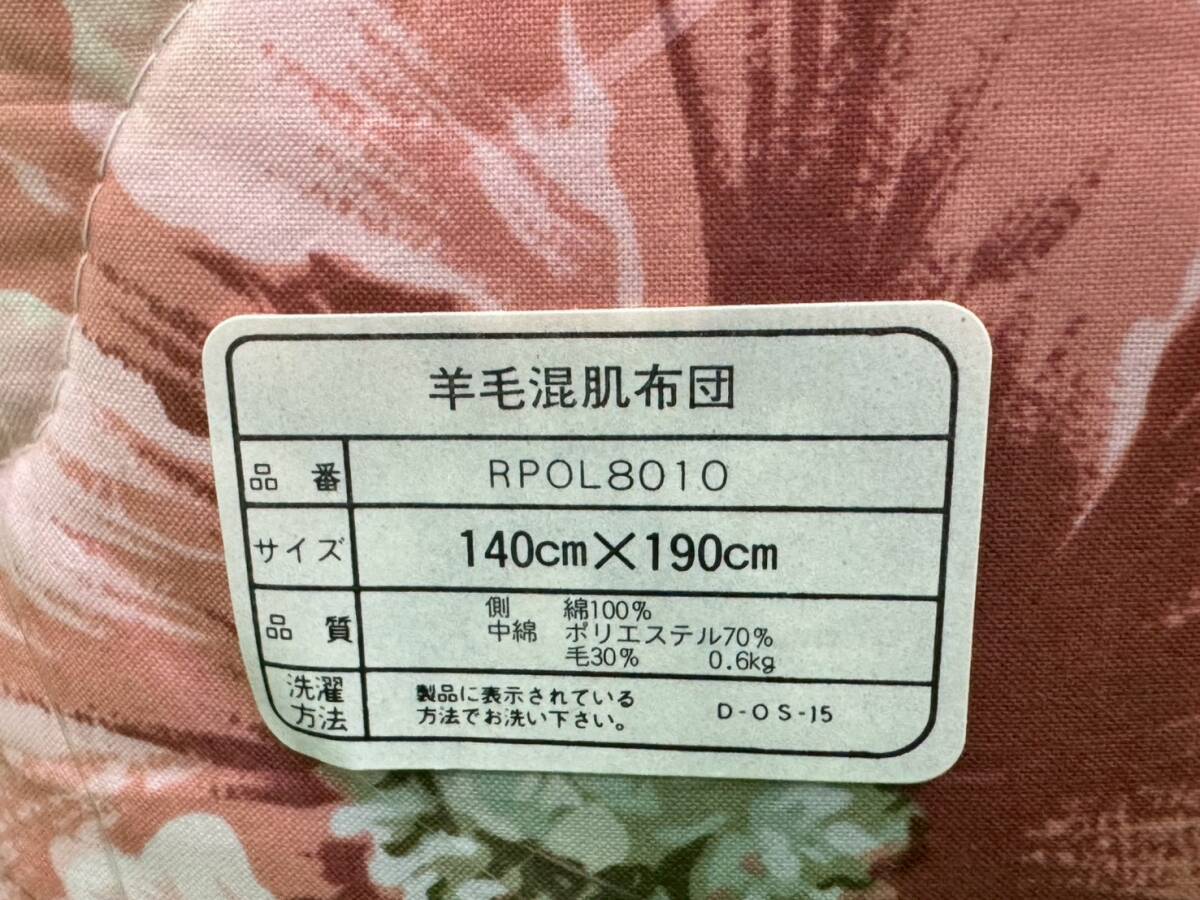 羊毛混肌布団
品 番 RPOL8010
サイズ 140cm×190cm
品 質 側 綿100%
中綿 ポリエステル70%
毛30% 0.6kg
洗濯方法 製品に表示されている
方法でお洗い下さい。 D-OS-15